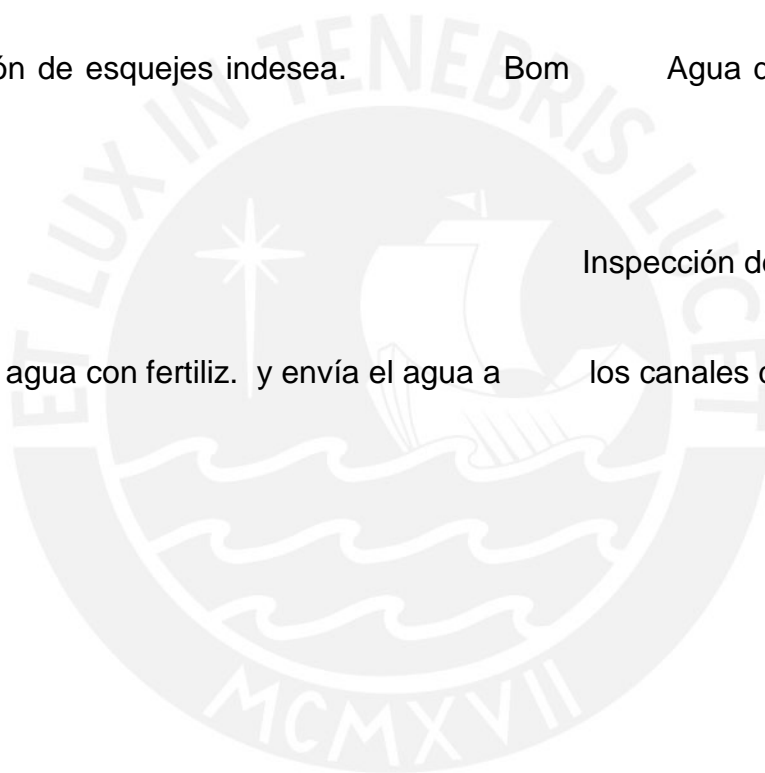 ón de esquejes indesea. Bom Agua
Inspección
agua con fertiliz. y envía el agua a los canales
ET LUX IN TENEBRIS LUCET
MCMXVII